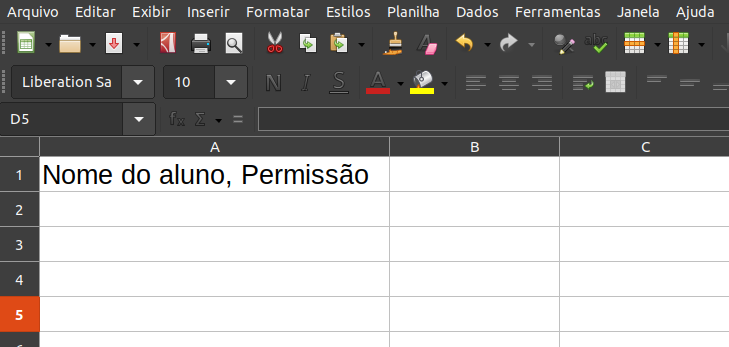 Arquivo Editar Exibir Inserir Formatar Estilos Planilha Dados Ferramentas Janela Ajuda
Liberation Sa 10 N I S A
D5 fx Σ =
A B C
1 Nome do aluno, Permissão
2
3
4
5